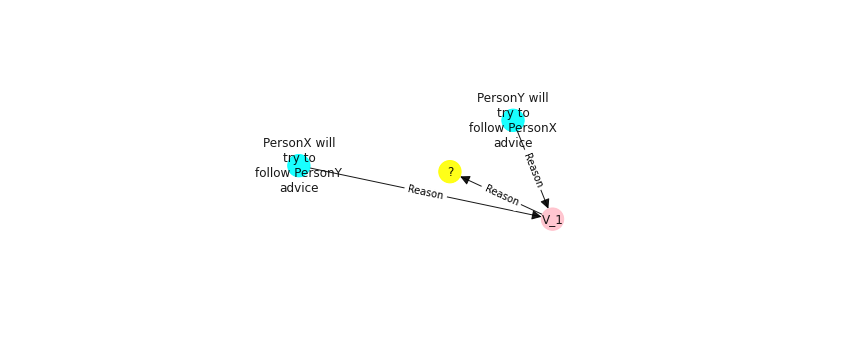 PersonY will
try to
follow PersonX
advice
PersonX will
try to
follow PersonY
advice
?
Reason
Reason
Reason
V_1